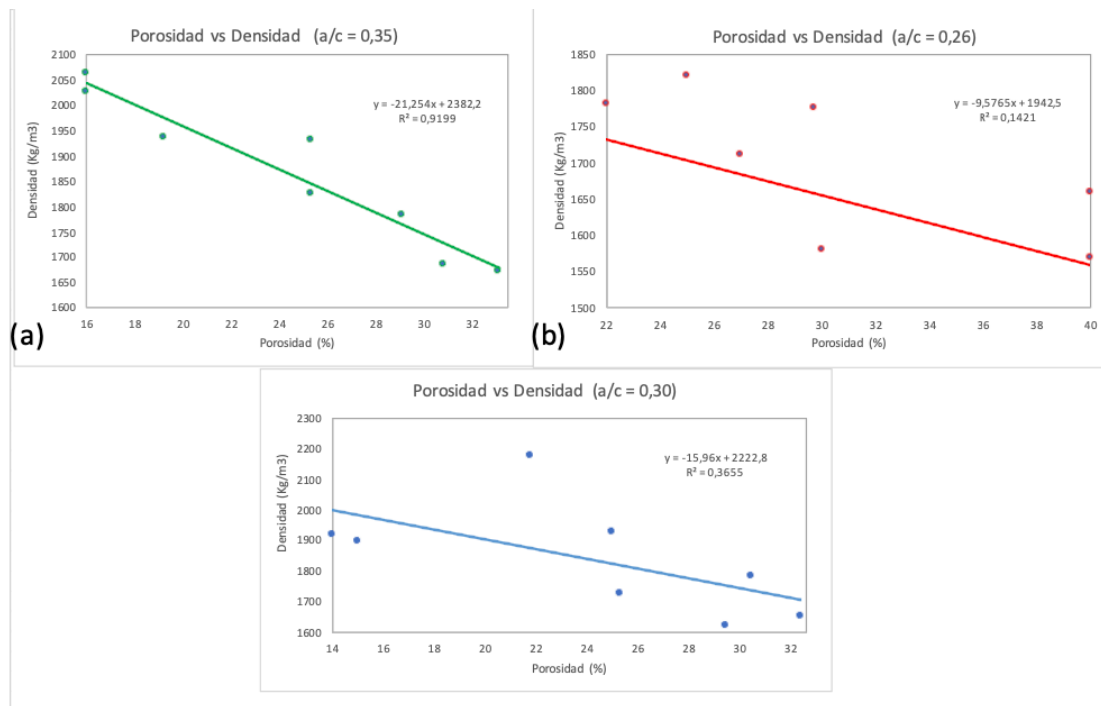 Porosidad vs Densidad (a/c = 0,35)
2100
2050
2000
1950
1900
1850
1800
1750
1700
1650
1600
Densidad (Kg/m3)
y = -21,254x + 2382,2
R² = 0,9199
16 18 20 22 24 26 28 30 32
Porosidad (%)
(a)
Porosidad vs Densidad (a/c = 0,26)
1850
1800
1750
1700
1650
1600
1550
1500
Densidad (Kg/m3)
y = -9,5765x + 1942,5
R² = 0,1421
22 24 26 28 30 32 34 36 38 40
Porosidad (%)
(b)
Porosidad vs Densidad (a/c = 0,30)
2300
2200
2100
2000
1900
1800
1700
1600
Densidad (Kg/m3)
y = -15,96x + 2222,8
R² = 0,3655
14 16 18 20 22 24 26 28 30 32
Porosidad (%)